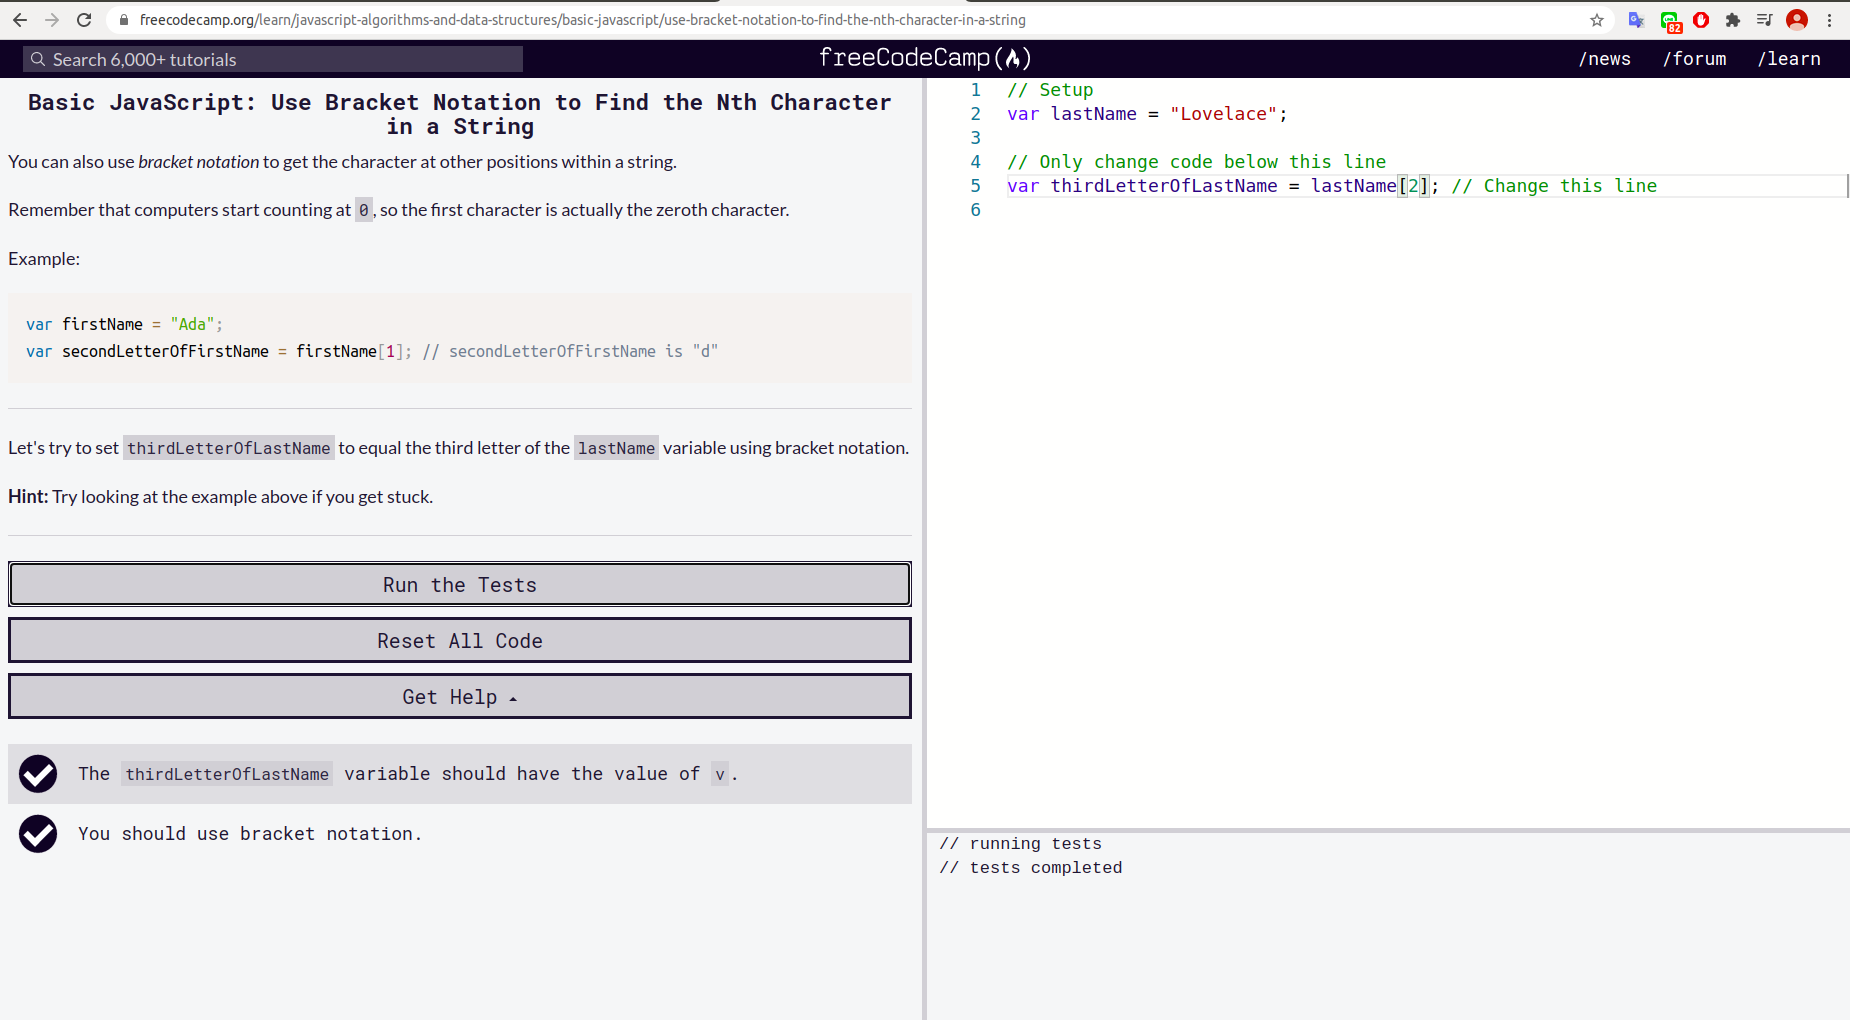 freecodecamp.org/learn/javascript-algorithms-and-data-structures/basic-javascript/use-bracket-notation-to-find-the-nth-character-in-a-string
82
Search 6,000+ tutorials
freeCodeCamp
/news
/forum
/learn
Basic JavaScript: Use Bracket Notation to Find the Nth Character
in a String
You can also use bracket notation to get the character at other positions within a string.
Remember that computers start counting at 0, so the first character is actually the zeroth character.
Example:
var firstName = "Ada";
var secondLetterOfFirstName = firstName[1]; // secondLetterOfFirstName is "d"
Let's try to set thirdLetterOfLastName to equal the third letter of the lastName variable using bracket notation.
Hint: Try looking at the example above if you get stuck.
Run the Tests
Reset All Code
Get Help
The thirdLetterOfLastName variable should have the value of v.
You should use bracket notation.
1 // Setup
2 var lastName = "Lovelace";
3
4 // Only change code below this line
5 var thirdLetterOfLastName = lastName[2]; // Change this line
6
// running tests
// tests completed